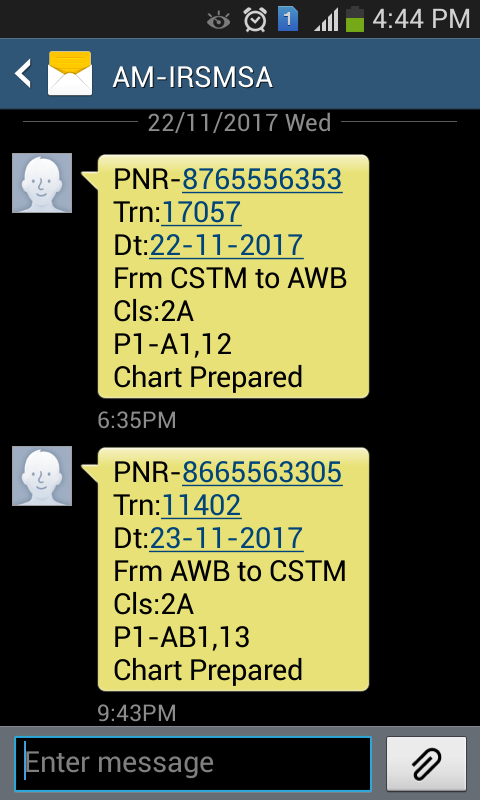 1 4:44 PM
AM-IRSMSA
22/11/2017 Wed
PNR-8765556353
Trn:17057
Dt:22-11-2017
Frm CSTM to AWB
Cls:2A
P1-A1,12
Chart Prepared
6:35PM
PNR-8665563305
Trn:11402
Dt:23-11-2017
Frm AWB to CSTM
Cls:2A
P1-AB1,13
Chart Prepared
9:43PM
Enter message